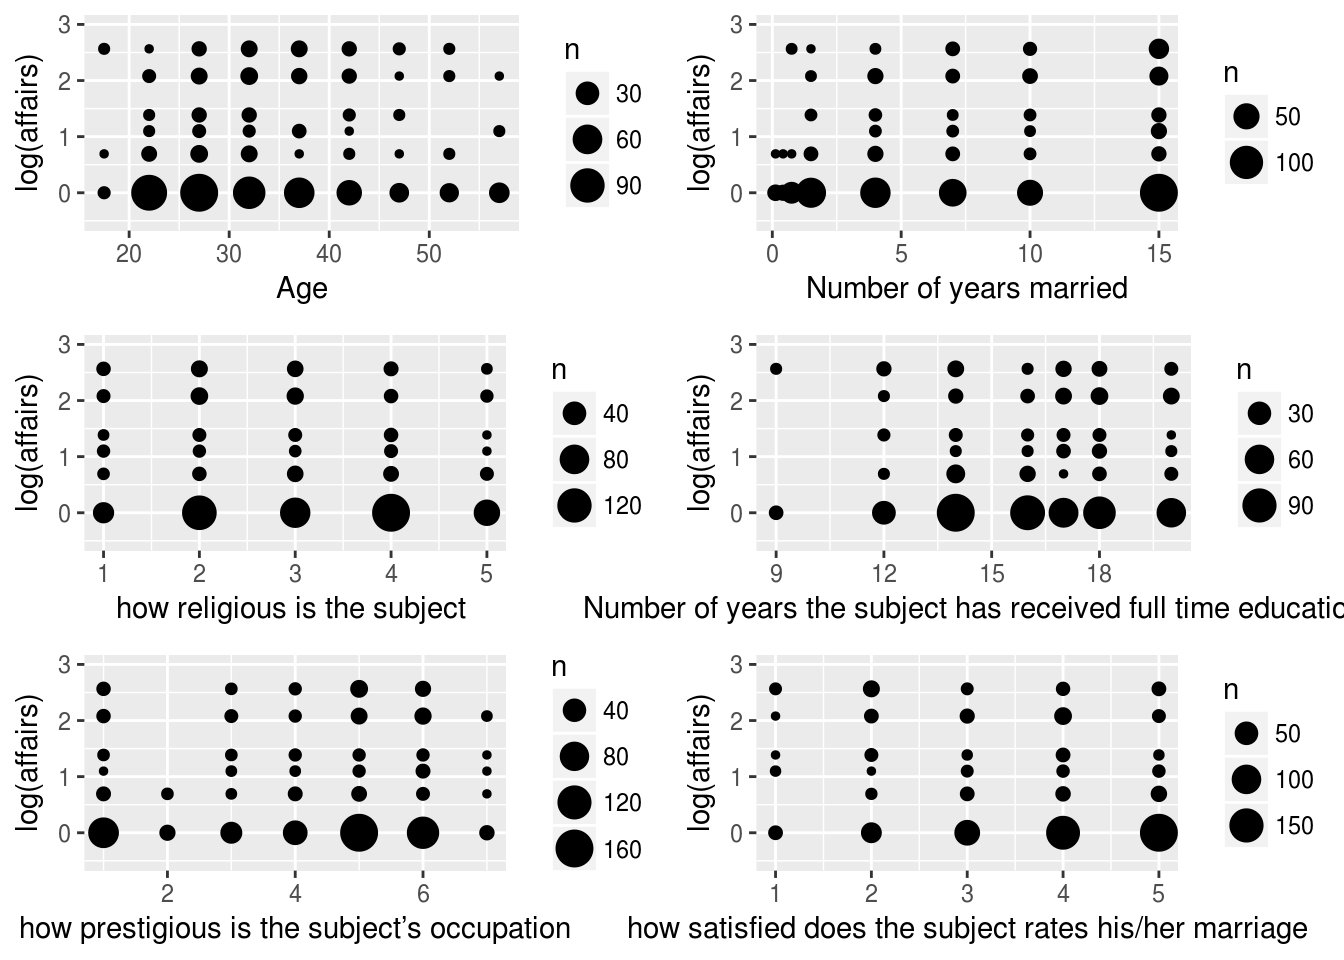 log(affairs)
3
2
1
0
20 30 40 50
Age
n
30
60
90
log(affairs)
3
2
1
0
0 5 10 15
Number of years married
n
50
100
log(affairs)
3
2
1
0
1 2 3 4 5
how religious is the subject
n
40
80
120
log(affairs)
3
2
1
0
9 12 15 18
Number of years the subject has received full time educatio
n
30
60
90
log(affairs)
3
2
1
0
2 4 6
how prestigious is the subject’s occupation
n
40
80
120
160
log(affairs)
3
2
1
0
1 2 3 4 5
how satisfied does the subject rates his/her marriage
n
50
100
150